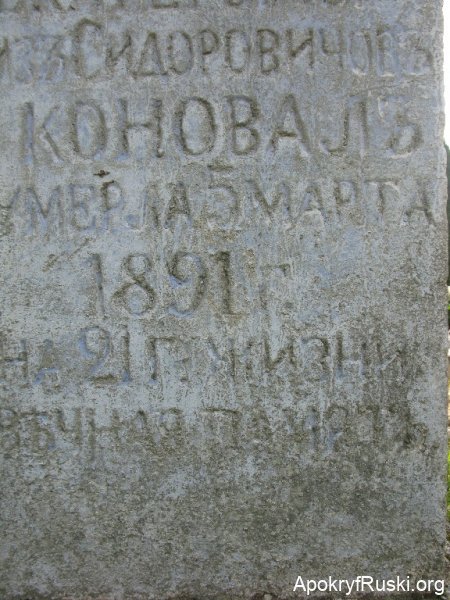 изъ Сидоровичовъ
КОНОВАЛЪ
УМЕРЛА 5 МАРТА
1891 г.
на 21 г. жизни
ВѢЧНАЯ ПАМЯТЬ
ApokryfRuski.org